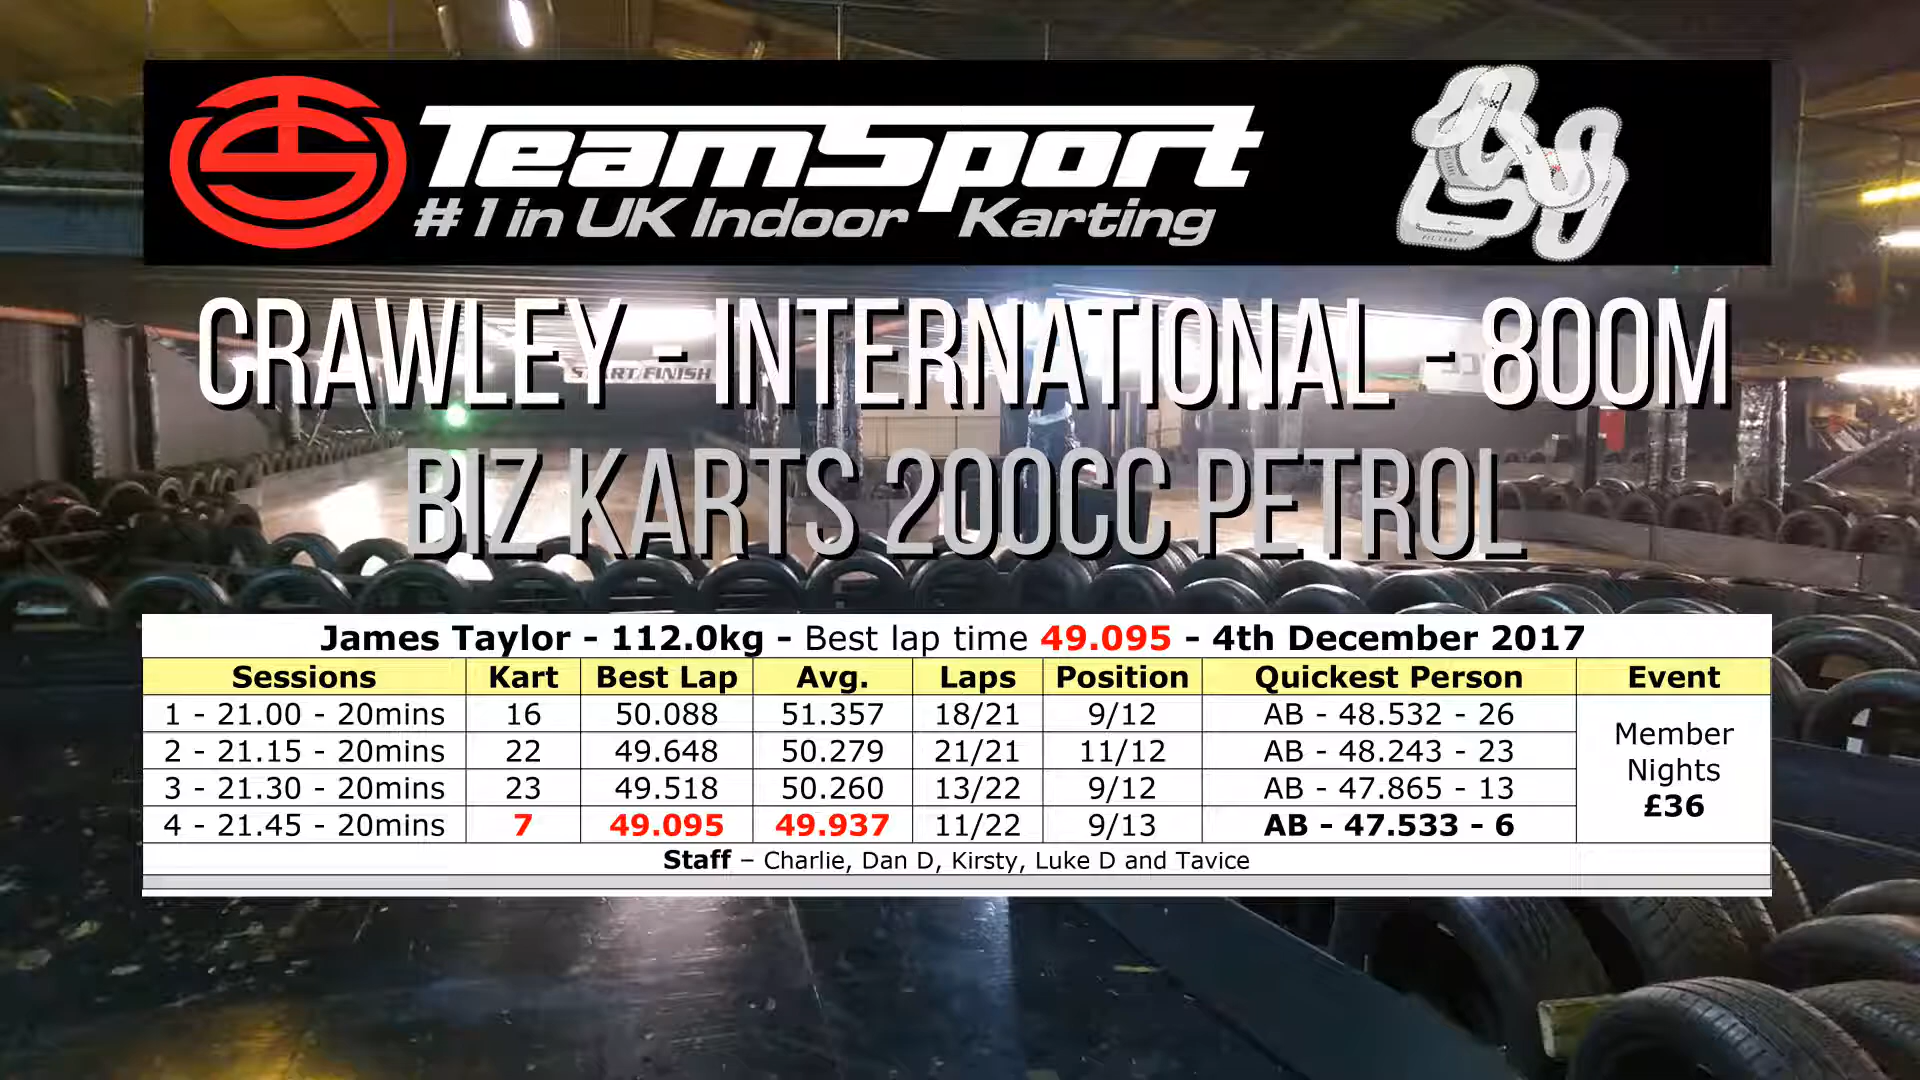 TeamSport
#1 in UK Indoor Karting
CRAWLEY - INTERNATIONAL - 800M
START/FINISH
BIZ KARTS 200CC PETROL
James Taylor - 112.0kg - Best lap time 49.095 - 4th December 2017
Sessions Kart Best Lap Avg. Laps Position Quickest Person Event
1 - 21.00 - 20mins 16 50.088 51.357 18/21 9/12 AB - 48.532 - 26
2 - 21.15 - 20mins 22 49.648 50.279 21/21 11/12 AB - 48.243 - 23
3 - 21.30 - 20mins 23 49.518 50.260 13/22 9/12 AB - 47.865 - 13
4 - 21.45 - 20mins 7 49.095 49.937 11/22 9/13 AB - 47.533 - 6
Member
Nights
£36
Staff – Charlie, Dan D, Kirsty, Luke D and Tavice